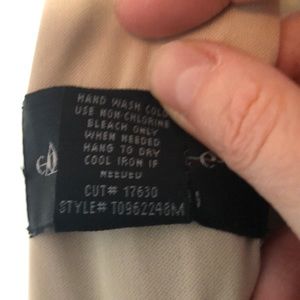 HAND WASH COLD
USE NON-CHLORINE
BLEACH ONLY
WHEN NEEDED
HANG TO DRY
COOL IRON IF
NEEDED
CUT# 17630
STYLE# T0962248M